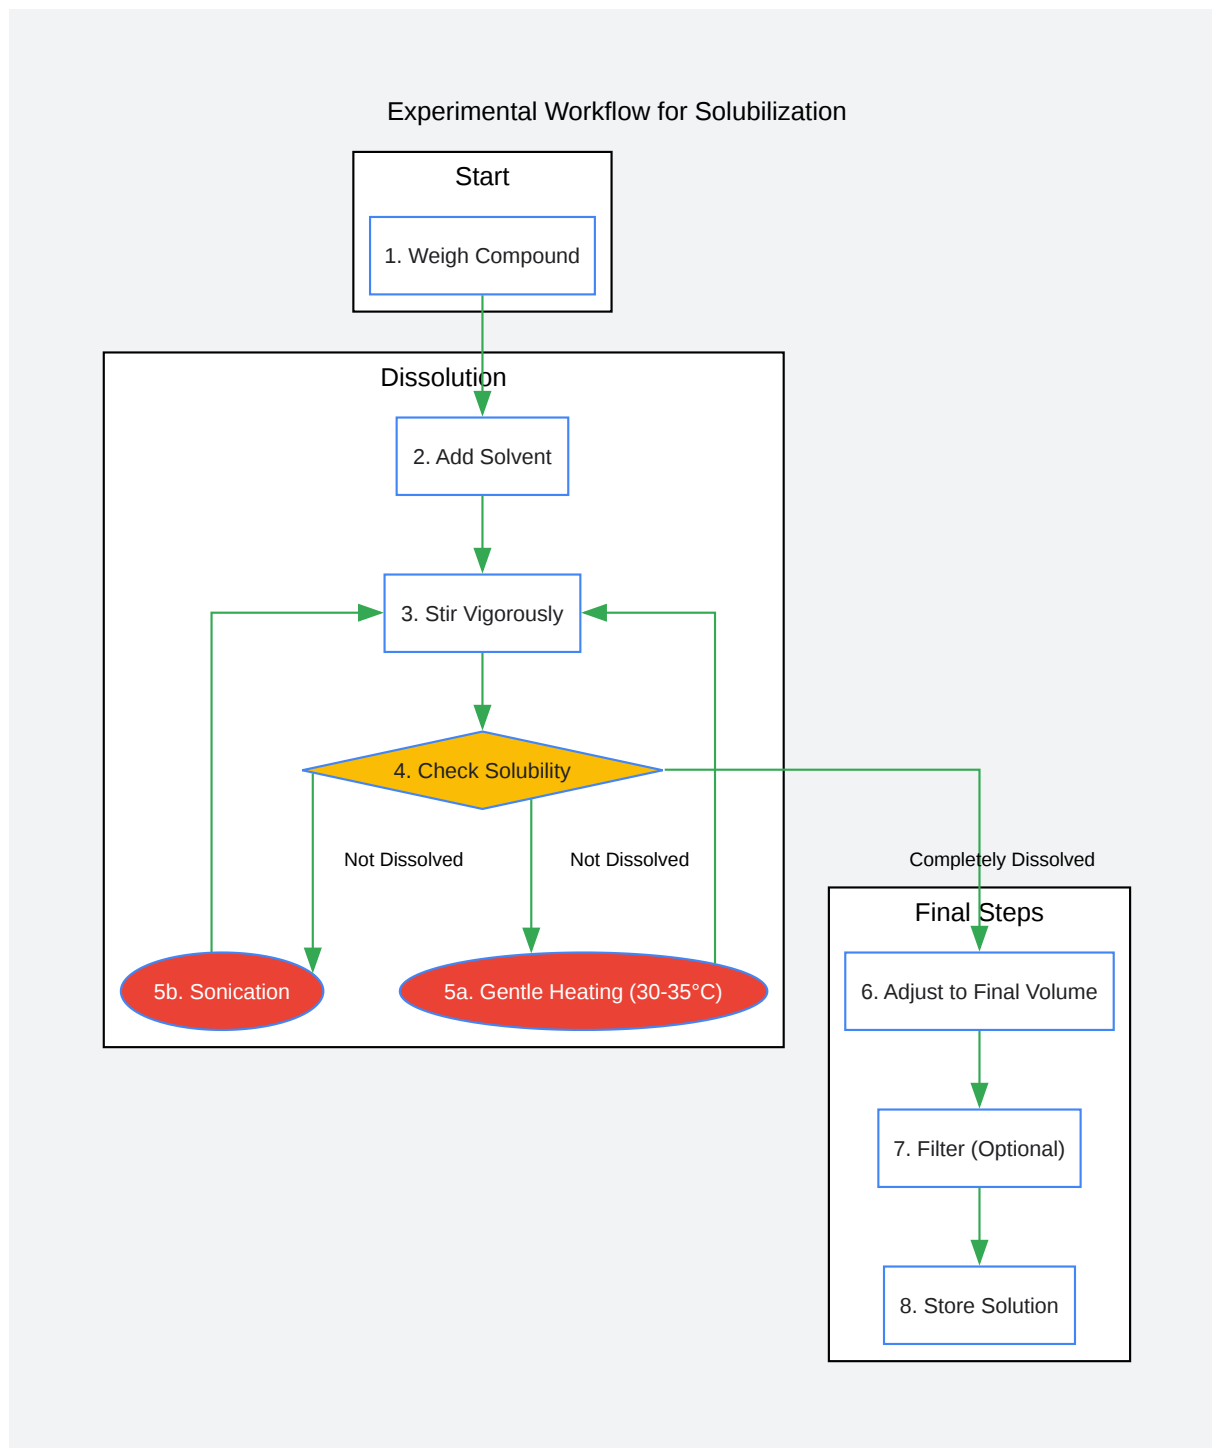 Experimental Workflow for Solubilization
Start
1. Weigh Compound
Dissolution
2. Add Solvent
3. Stir Vigorously
4. Check Solubility
Not Dissolved
Not Dissolved
Completely Dissolved
5b. Sonication
5a. Gentle Heating (30-35°C)
Final Steps
6. Adjust to Final Volume
7. Filter (Optional)
8. Store Solution